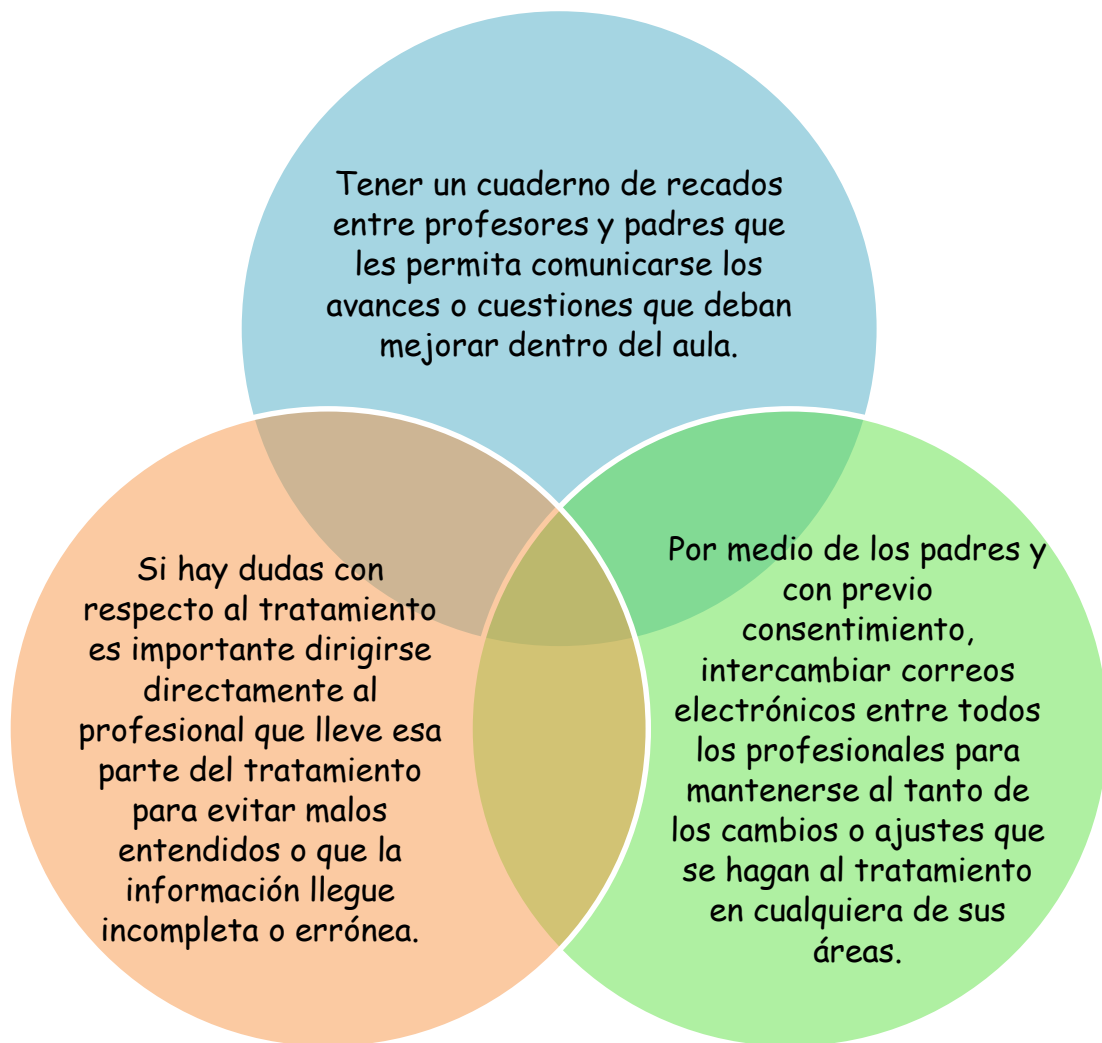 Tener un cuaderno de recados
entre profesores y padres que
les permita comunicarse los
avances o cuestiones que deban
mejorar dentro del aula.
Si hay dudas con
respecto al tratamiento
es importante dirigirse
directamente al
profesional que lleve esa
parte del tratamiento
para evitar malos
entendidos o que la
información llegue
incompleta o errónea.
Por medio de los padres y
con previo
consentimiento,
intercambiar correos
electrónicos entre todos
los profesionales para
mantenerse al tanto de
los cambios o ajustes que
se hagan al tratamiento
en cualquiera de sus
áreas.